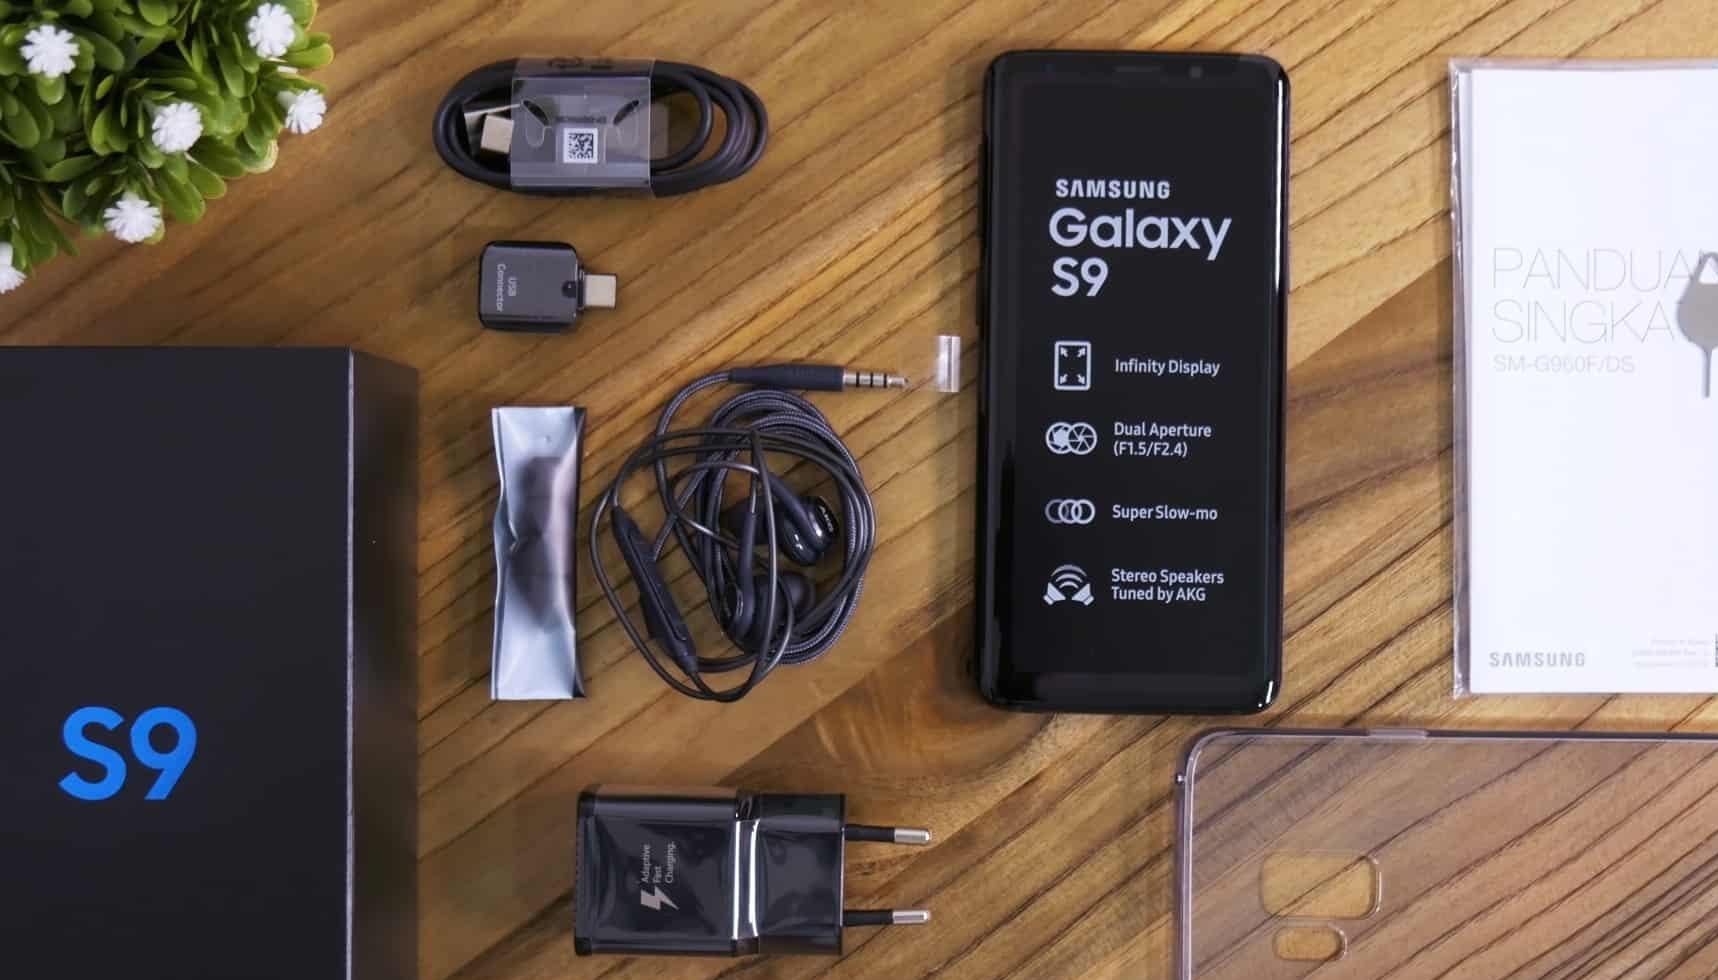 SAMSUNG
Galaxy
S9
Infinity Display
Dual Aperture
(F1.5/F2.4)
Super Slow-mo
Stereo Speakers
Tuned by AKG
USB
Connector
AKG
S9
Adaptive
Fast
Charging
PANDUA
SINGKA
SM-G960F/DS
SAMSUNG